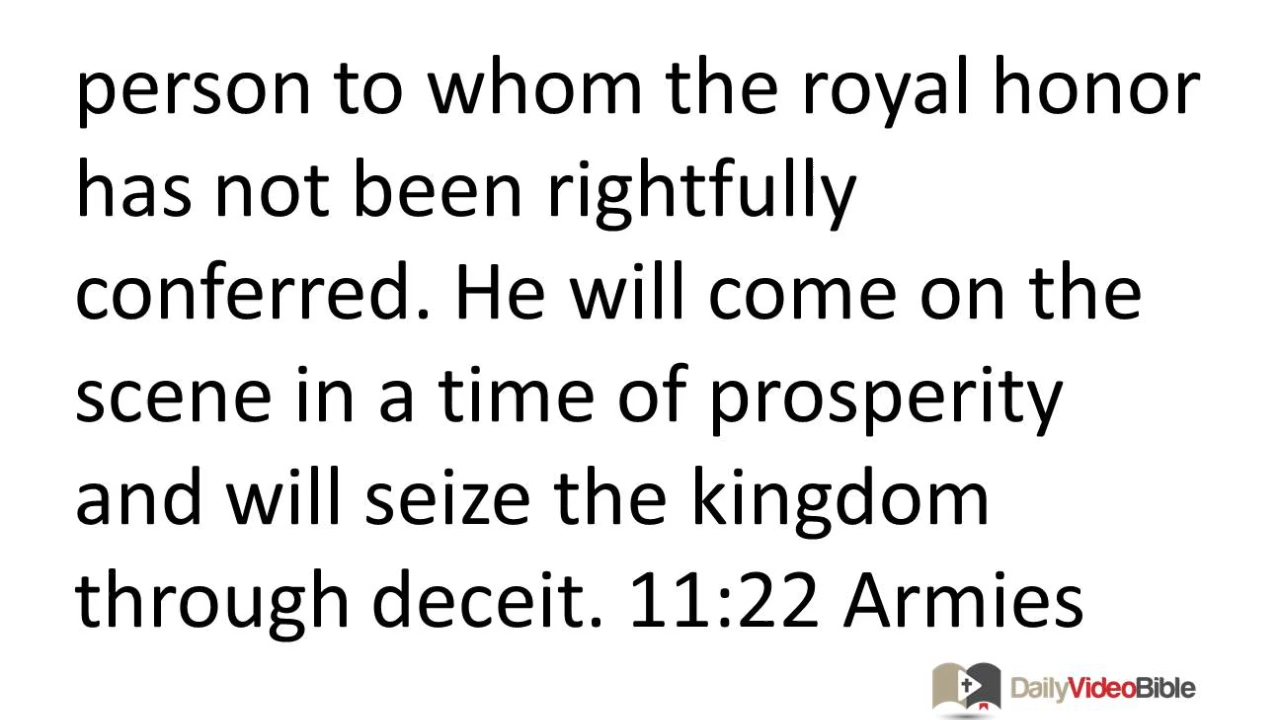 person to whom the royal honor
has not been rightfully
conferred. He will come on the
scene in a time of prosperity
and will seize the kingdom
through deceit. 11:22 Armies
DailyVideoBible